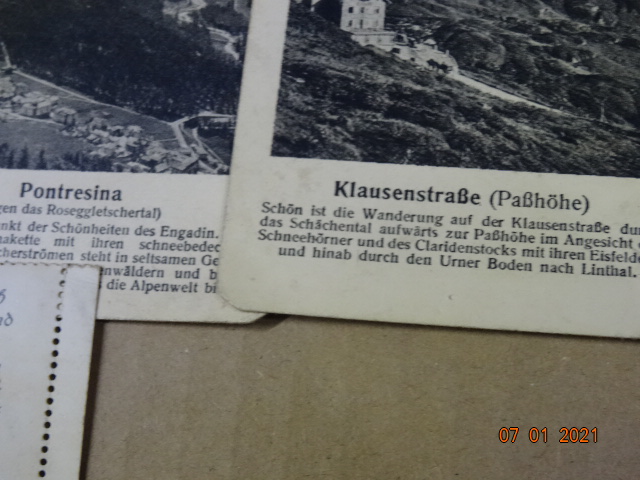 Pontresina
gen das Roseggletschertal)
nkt der Schönheiten des Engadin.
nakette mit ihren schneebedec
cherströmen steht in seltsamen Ge
enwäldern und b
s die Alpenwelt bi
Klausenstraße (Paßhöhe)
Schön ist die Wanderung auf der Klausenstraße dur
das Schächental aufwärts zur Paßhöhe im Angesicht
Schneehörner und des Claridenstocks mit ihren Eisfelde
und hinab durch den Urner Boden nach Linthal.
07 01 2021